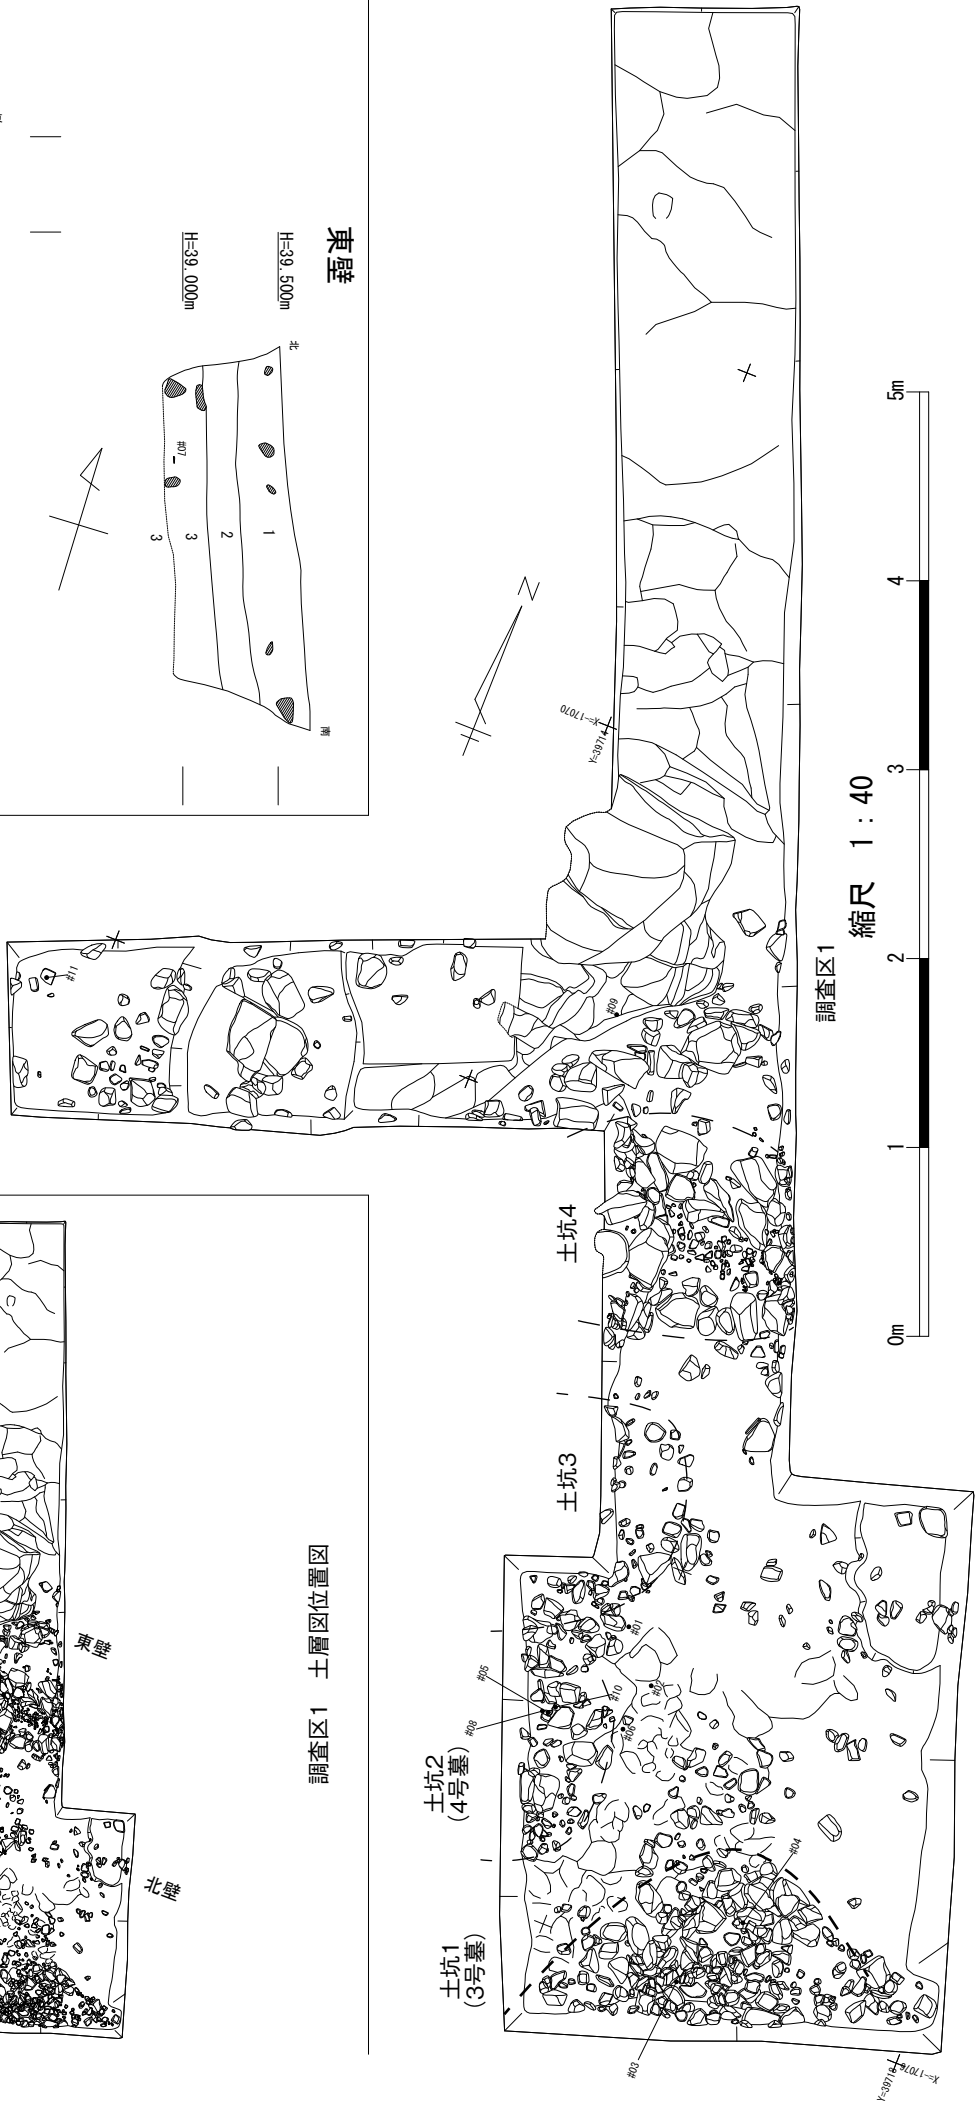 東壁
H=39.500m
H=39.000m
北
南
#07
1
2
3
3
N
X=-17070
Y=39714
5m
4
3
2
1
0m
縮尺 1:40
調査区1
#11
#09
土坑4
土坑3
土坑2
(4号墓)
土坑1
(3号墓)
#01
#05
#10
#08
#06
#04
#03
X=-17076
Y=39718
調査区1 土層図位置図
東壁
北壁